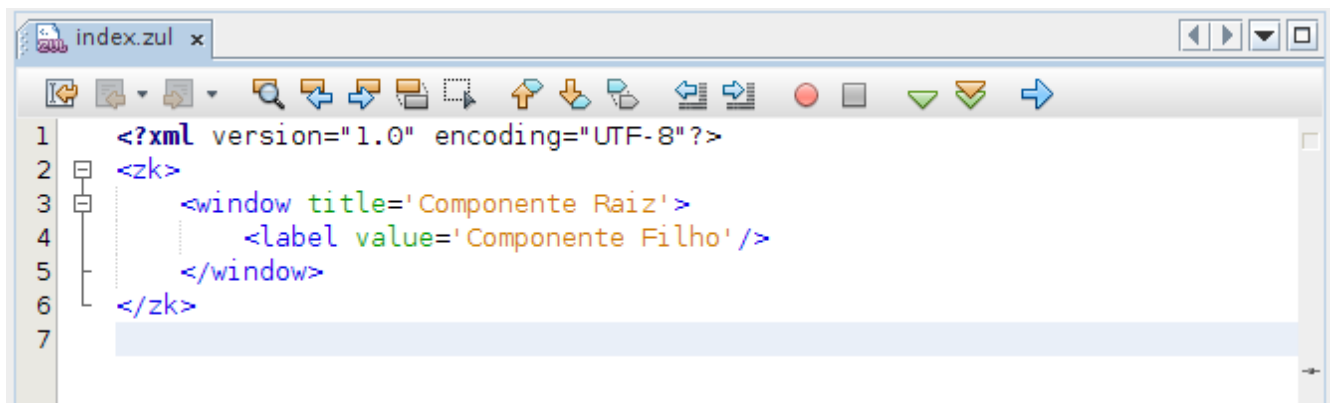 index.zul
1 <?xml version="1.0" encoding="UTF-8"?>
2 <zk>
3 <window title='Componente Raiz'>
4 <label value='Componente Filho'/>
5 </window>
6 </zk>
7